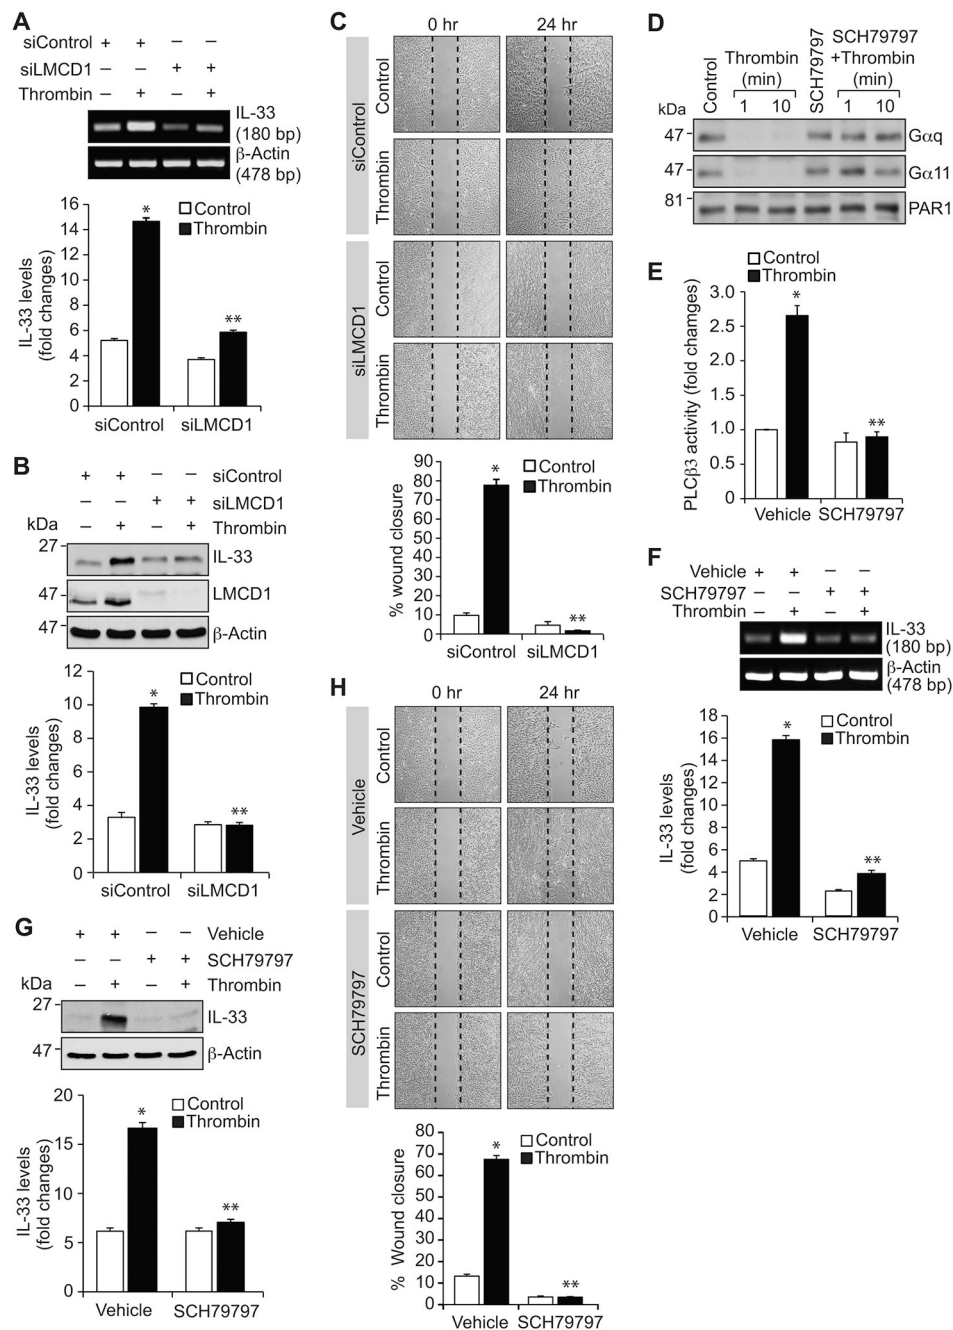 A
siControl + + – –
siLMCD1 – – + +
Thrombin – + – +
IL-33
(180 bp)
β-Actin
(478 bp)
16
14
12
10
8
6
4
2
0
IL-33 levels
(fold changes)
Control
Thrombin
*
**
siControl
siLMCD1
B
+ + – – siControl
– – + + siLMCD1
– + – + Thrombin
kDa
27
IL-33
47
LMCD1
47
β-Actin
12
10
8
6
4
2
0
IL-33 levels
(fold changes)
Control
Thrombin
*
**
siControl
siLMCD1
G
+ + – – Vehicle
– – + + SCH79797
– + – + Thrombin
kDa
27
IL-33
47
β-Actin
20
15
10
5
0
IL-33 levels
(fold changes)
Control
Thrombin
*
**
Vehicle
SCH79797
C
0 hr
24 hr
siControl
Control
Thrombin
siLMCD1
Control
Thrombin
90
80
70
60
50
40
30
20
10
0
% wound closure
Control
Thrombin
*
**
siControl
siLMCD1
H
0 hr
24 hr
Vehicle
Control
Thrombin
SCH79797
Control
Thrombin
80
70
60
50
40
30
20
10
0
% Wound closure
Control
Thrombin
*
**
Vehicle
SCH79797
D
Control
Thrombin
(min)
1 10
SCH79797
SCH79797
+Thrombin
(min)
1 10
kDa
47
Gαq
47
Gα11
81
PAR1
E
Control
Thrombin
3.0
2.5
2.0
1.5
1.0
0.5
0
PLCβ3 activity (fold changes)
*
**
Vehicle
SCH79797
F
Vehicle + + – –
SCH79797 – – + +
Thrombin – + – +
IL-33
(180 bp)
β-Actin
(478 bp)
18
16
14
12
10
8
6
4
2
0
IL-33 levels
(fold changes)
Control
Thrombin
*
**
Vehicle
SCH79797